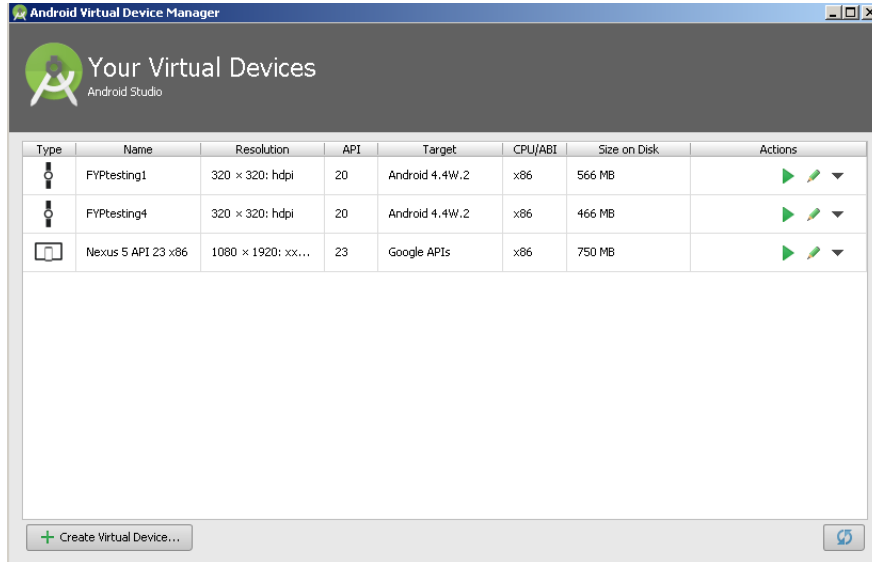 Android Virtual Device Manager
Your Virtual Devices
Android Studio
Type Name Resolution API Target CPU/ABI Size on Disk Actions
FYPtesting1 320 × 320: hdpi 20 Android 4.4W.2 x86 566 MB
FYPtesting4 320 × 320: hdpi 20 Android 4.4W.2 x86 466 MB
Nexus 5 API 23 x86 1080 × 1920: xx... 23 Google APIs x86 750 MB
Create Virtual Device...